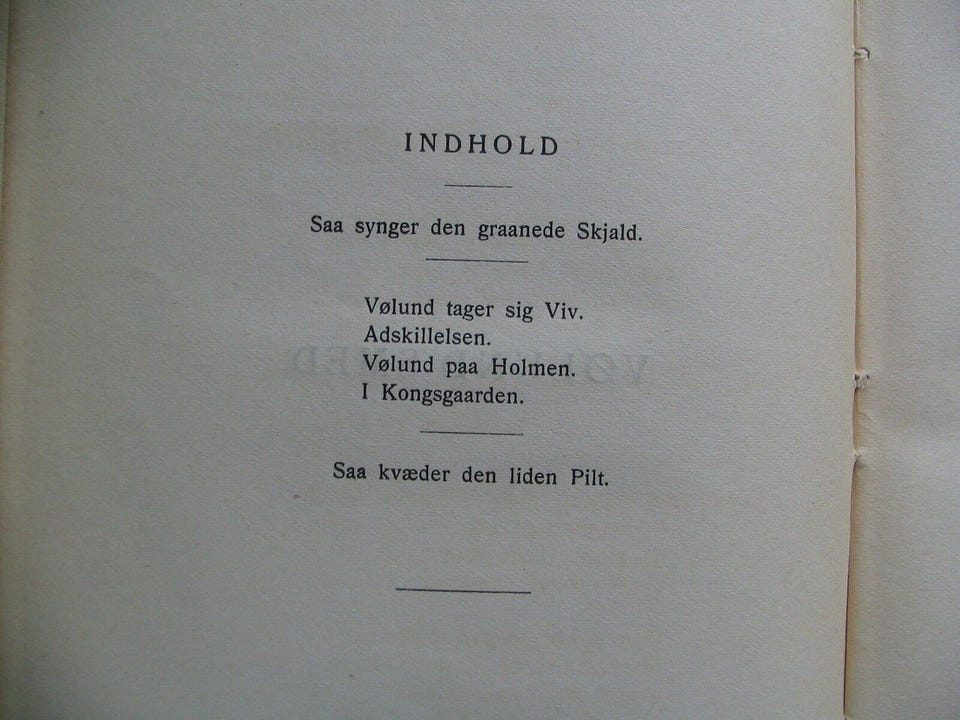 INDHOLD
Saa synger den graanede Skjald.
Vølund tager sig Viv.
Adskillelsen.
Vølund paa Holmen.
I Kongsgaarden.
Saa kvæder den liden Pilt.